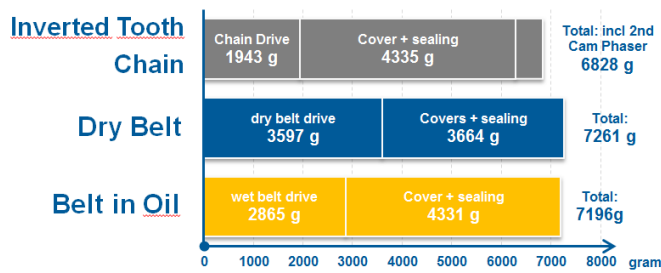 Inverted Tooth
Chain
Chain Drive
1943 g
Cover + sealing
4335 g
Total: incl 2nd
Cam Phaser
6828 g
Dry Belt
dry belt drive
3597 g
Covers + sealing
3664 g
Total:
7261 g
Belt in Oil
wet belt drive
2865 g
Cover + sealing
4331 g
Total:
7196g
0 1000 2000 3000 4000 5000 6000 7000 8000 gram